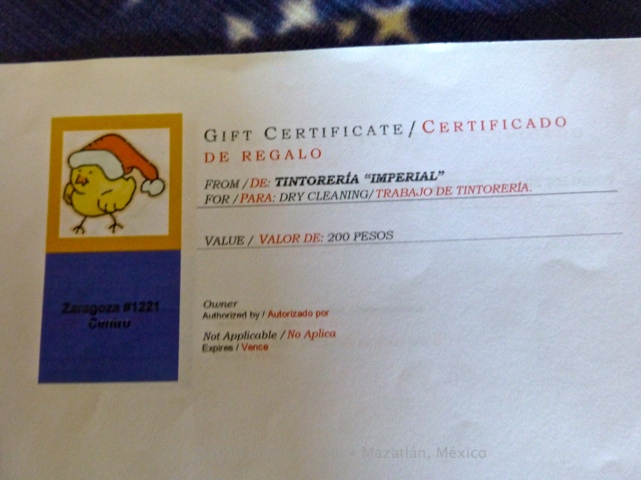 GIFT CERTIFICATE/CERTIFICADO
DE REGALO
FROM /DE: TINTORERÍA “IMPERIAL”
FOR /PARA: DRY CLEANING/TRABAJO DE TINTORERÍA.
VALUE / VALOR DE: 200 PESOS
Zaragoza #1221
Centro
Owner
Authorized by / Autorizado por
Not Applicable / No Aplica
Expires / Vence
• Mazatlán, México